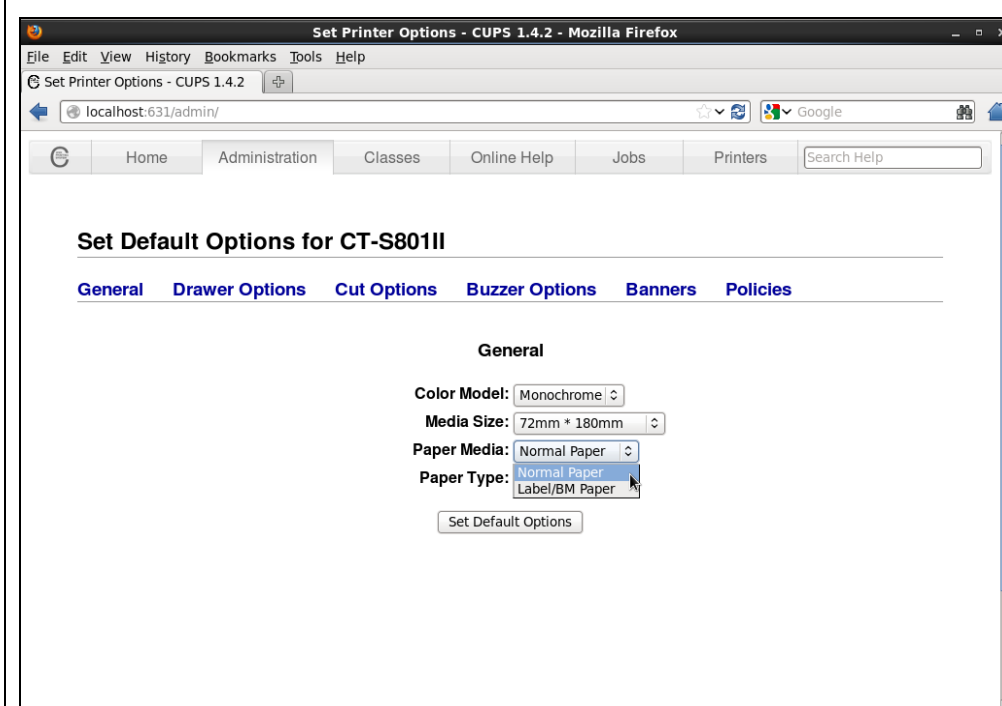 Set Printer Options - CUPS 1.4.2 - Mozilla Firefox
File Edit View History Bookmarks Tools Help
Set Printer Options - CUPS 1.4.2
localhost:631/admin/ Google
Home Administration Classes Online Help Jobs Printers Search Help
Set Default Options for CT-S801II
General Drawer Options Cut Options Buzzer Options Banners Policies
General
Color Model: Monochrome
Media Size: 72mm * 180mm
Paper Media: Normal Paper
Normal Paper
Paper Type:
Label/BM Paper
Set Default Options